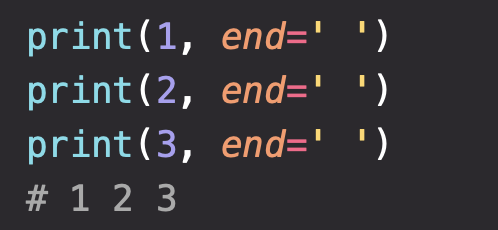 print(1, end=' ')
print(2, end=' ')
print(3, end=' ')
# 1 2 3